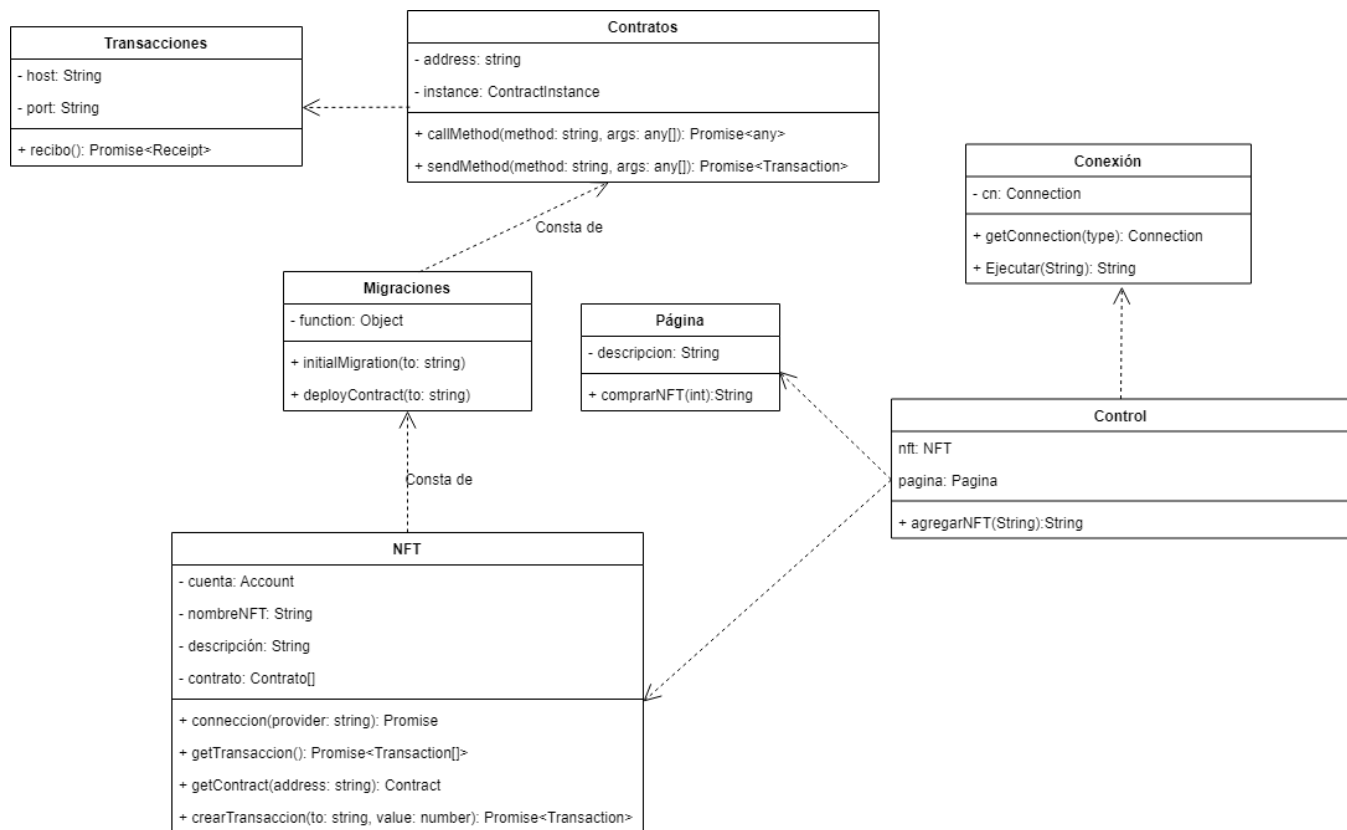 Transacciones
- host: String
- port: String
+ recibo(): Promise<Receipt>
Contratos
- address: string
- instance: ContractInstance
+ callMethod(method: string, args: any[]): Promise<any>
+ sendMethod(method: string, args: any[]): Promise<Transaction>
Conexión
- cn: Connection
+ getConnection(type): Connection
+ Ejecutar(String): String
Consta de
Migraciones
- function: Object
+ initialMigration(to: string)
+ deployContract(to: string)
Página
- descripcion: String
+ comprarNFT(int):String
Control
nft: NFT
pagina: Pagina
+ agregarNFT(String):String
Consta de
NFT
- cuenta: Account
- nombreNFT: String
- descripción: String
- contrato: Contrato[]
+ conneccion(provider: string): Promise
+ getTransaccion(): Promise<Transaction[]>
+ getContract(address: string): Contract
+ crearTransaccion(to: string, value: number): Promise<Transaction>